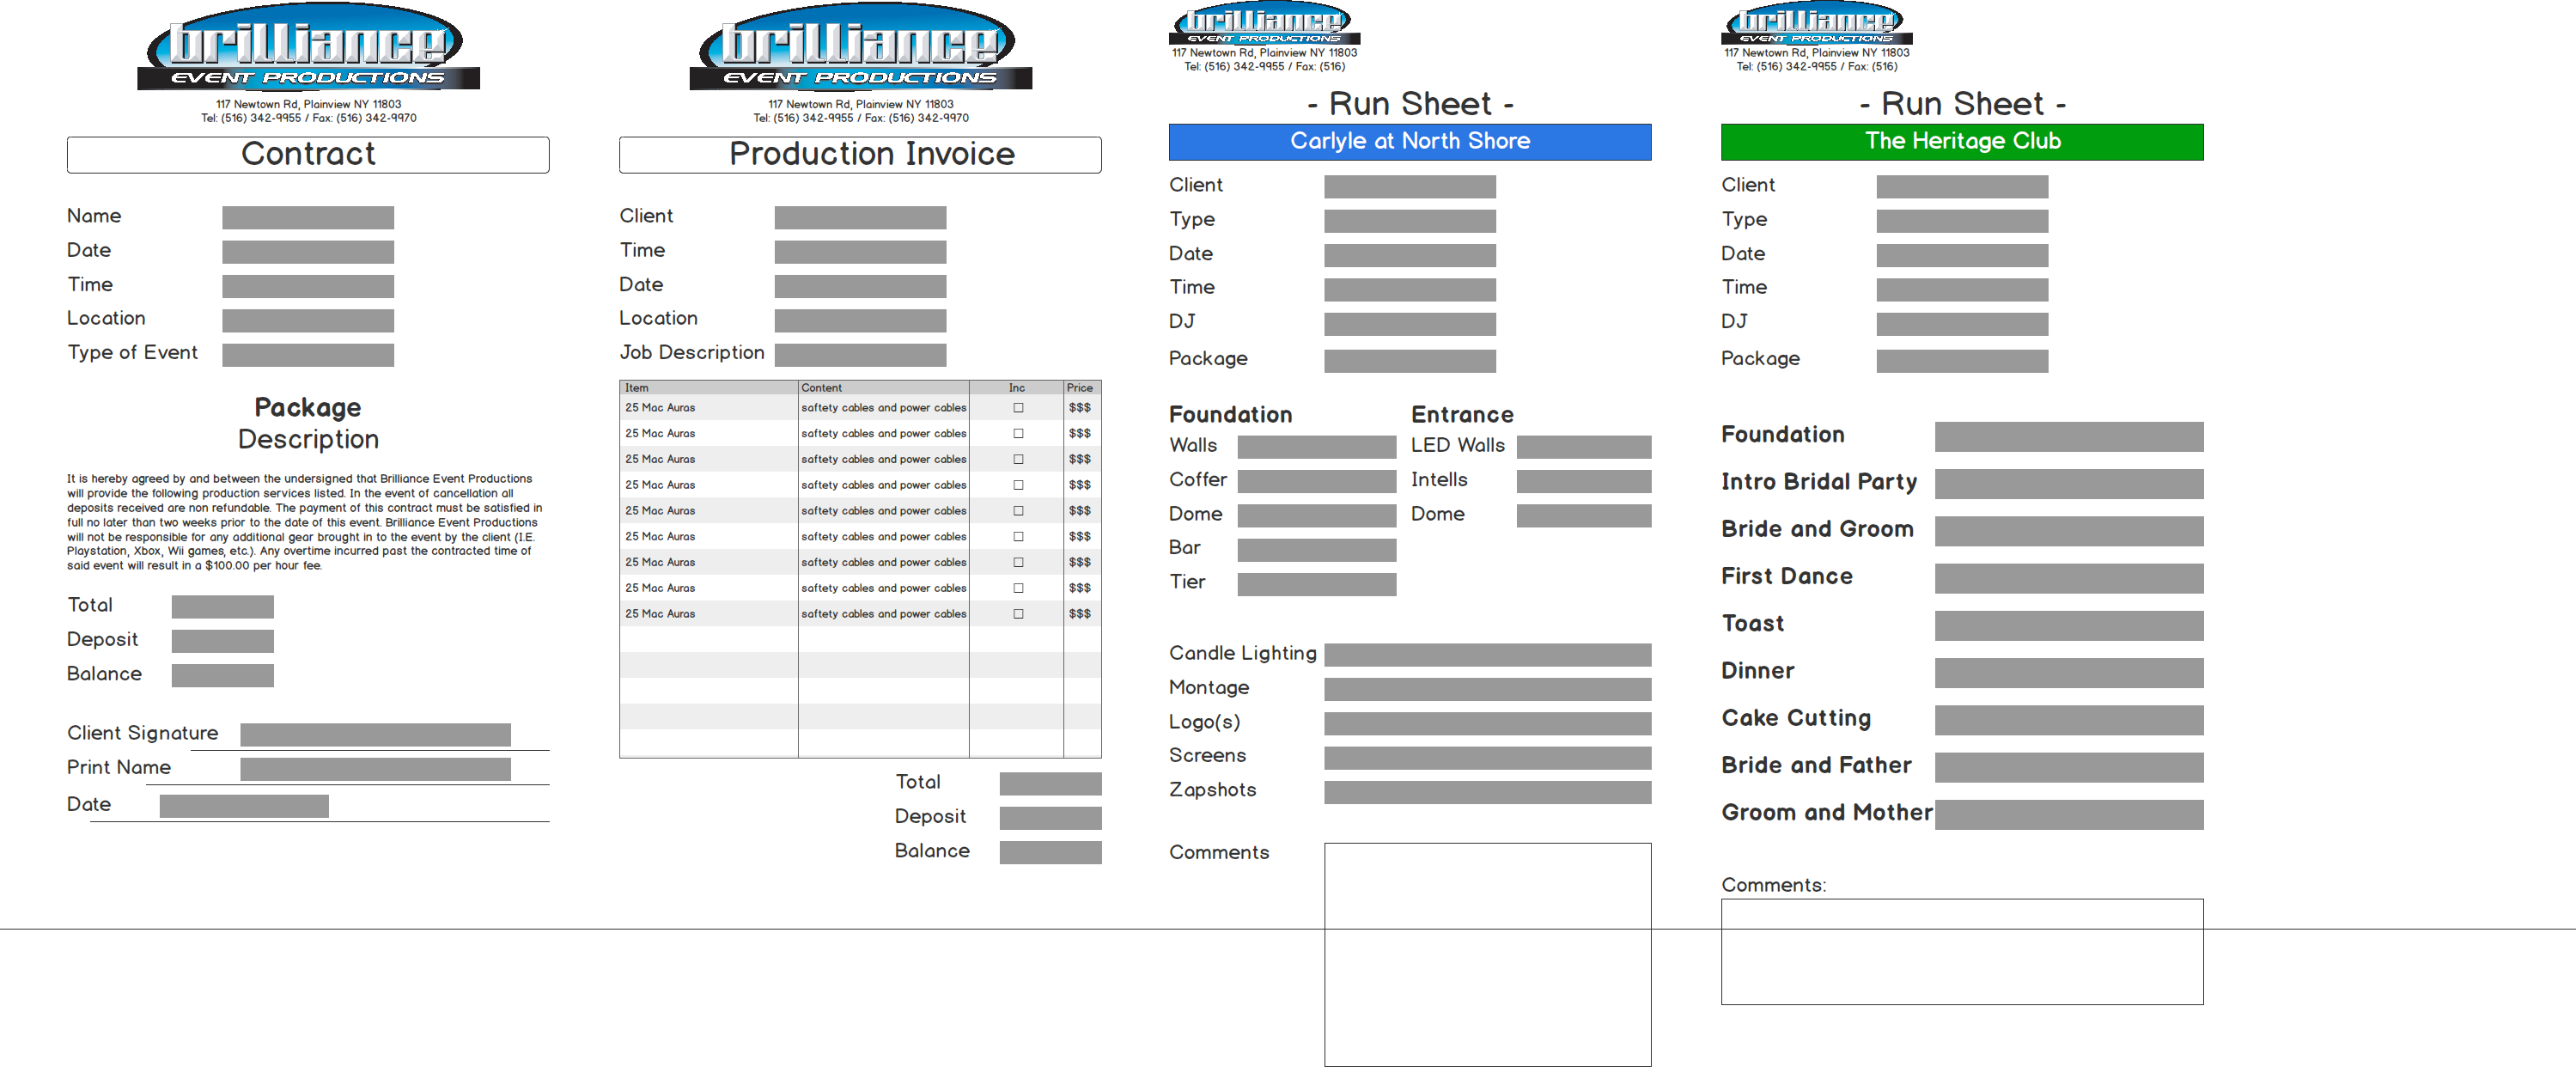 brilliance
EVENT PRODUCTIONS
117 Newtown Rd, Plainview NY 11803
Tel: (516) 342-9955 / Fax: (516) 342-9970
Contract
Name
Date
Time
Location
Type of Event
Package
Description
It is hereby agreed by and between the undersigned that Brilliance Event Productions
will provide the following production services listed. In the event of cancellation all
deposits received are non refundable. The payment of this contract must be satisfied in
full no later than two weeks prior to the date of this event. Brilliance Event Productions
will not be responsible for any additional gear brought in to the event by the client (I.E.
Playstation, Xbox, Wii games, etc.). Any overtime incurred past the contracted time of
said event will result in a $100.00 per hour fee.
Total
Deposit
Balance
Client Signature
Print Name
Date
brilliance
EVENT PRODUCTIONS
117 Newtown Rd, Plainview NY 11803
Tel: (516) 342-9955 / Fax: (516) 342-9970
Production Invoice
Client
Time
Date
Location
Job Description
Item Content Inc Price
25 Mac Auras saftety cables and power cables $$$
25 Mac Auras saftety cables and power cables $$$
25 Mac Auras saftety cables and power cables $$$
25 Mac Auras saftety cables and power cables $$$
25 Mac Auras saftety cables and power cables $$$
25 Mac Auras saftety cables and power cables $$$
25 Mac Auras saftety cables and power cables $$$
25 Mac Auras saftety cables and power cables $$$
25 Mac Auras saftety cables and power cables $$$
Total
Deposit
Balance
brilliance
EVENT PRODUCTIONS
117 Newtown Rd, Plainview NY 11803
Tel: (516) 342-9955 / Fax: (516)
- Run Sheet -
Carlyle at North Shore
Client
Type
Date
Time
DJ
Package
Foundation
Walls
Coffer
Dome
Bar
Tier
Entrance
LED Walls
Intells
Dome
Candle Lighting
Montage
Logo(s)
Screens
Zapshots
Comments
brilliance
EVENT PRODUCTIONS
117 Newtown Rd, Plainview NY 11803
Tel: (516) 342-9955 / Fax: (516)
- Run Sheet -
The Heritage Club
Client
Type
Date
Time
DJ
Package
Foundation
Intro Bridal Party
Bride and Groom
First Dance
Toast
Dinner
Cake Cutting
Bride and Father
Groom and Mother
Comments: